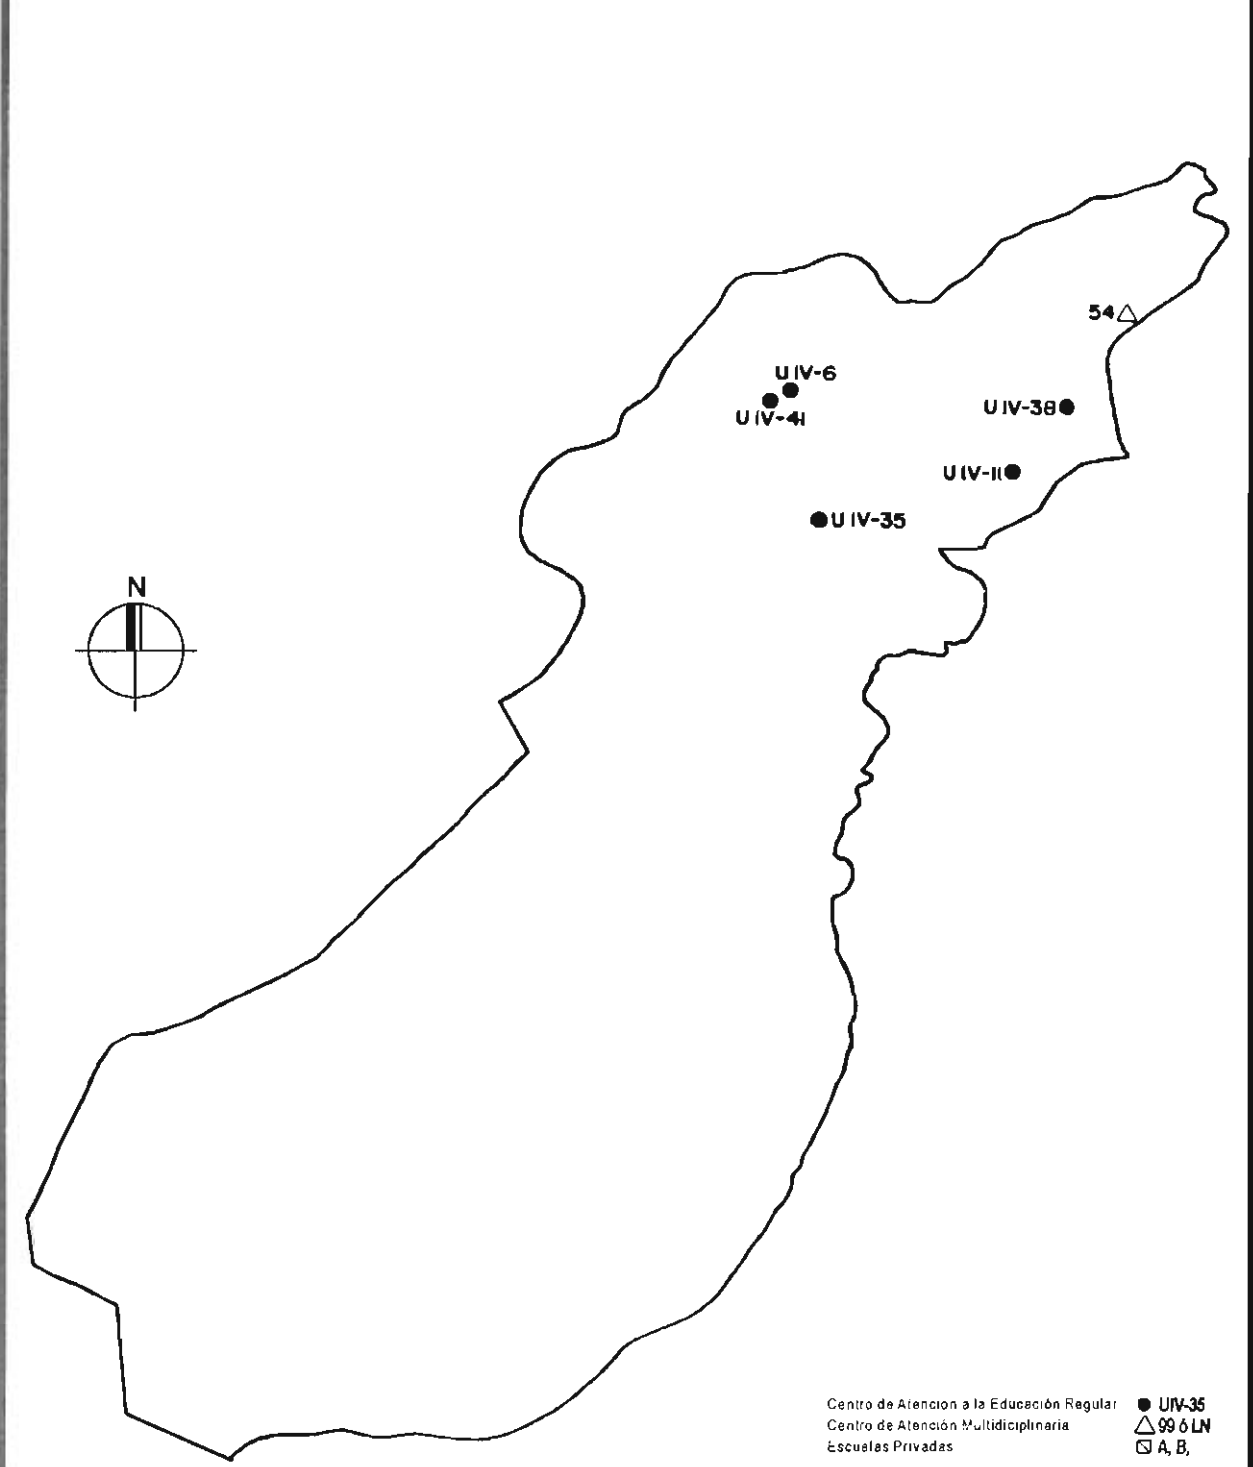 54
U IV-6
U IV-41
U IV-38
U IV-11
U IV-35
N
Centro de Atencion a la Educación Regular UIV-35
Centro de Atención Multidiciplinaria 99 ó LN
Escuelas Privadas A, B,